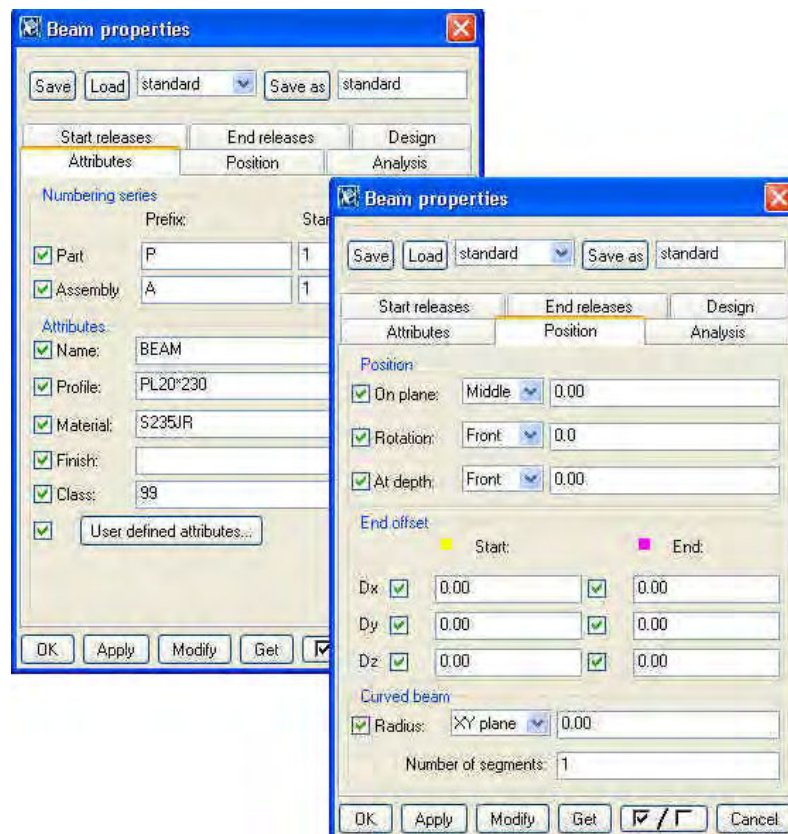 Beam properties
Save Load standard Save as standard
Start releases End releases Design
Attributes Position Analysis
Numbering series
Prefix:
Part P 1
Assembly A 1
Attributes
Name: BEAM
Profile: PL20*230
Material: S235JR
Finish:
Class: 99
User defined attributes...
OK Apply Modify Get
Beam properties
Save Load standard Save as standard
Start releases End releases Design
Attributes Position Analysis
Position
On plane: Middle 0.00
Rotation: Front 0.0
At depth: Front 0.00
End offset
Start: End:
Dx 0.00 0.00
Dy 0.00 0.00
Dz 0.00 0.00
Curved beam
Radius: XY plane 0.00
Number of segments: 1
OK Apply Modify Get / Cancel